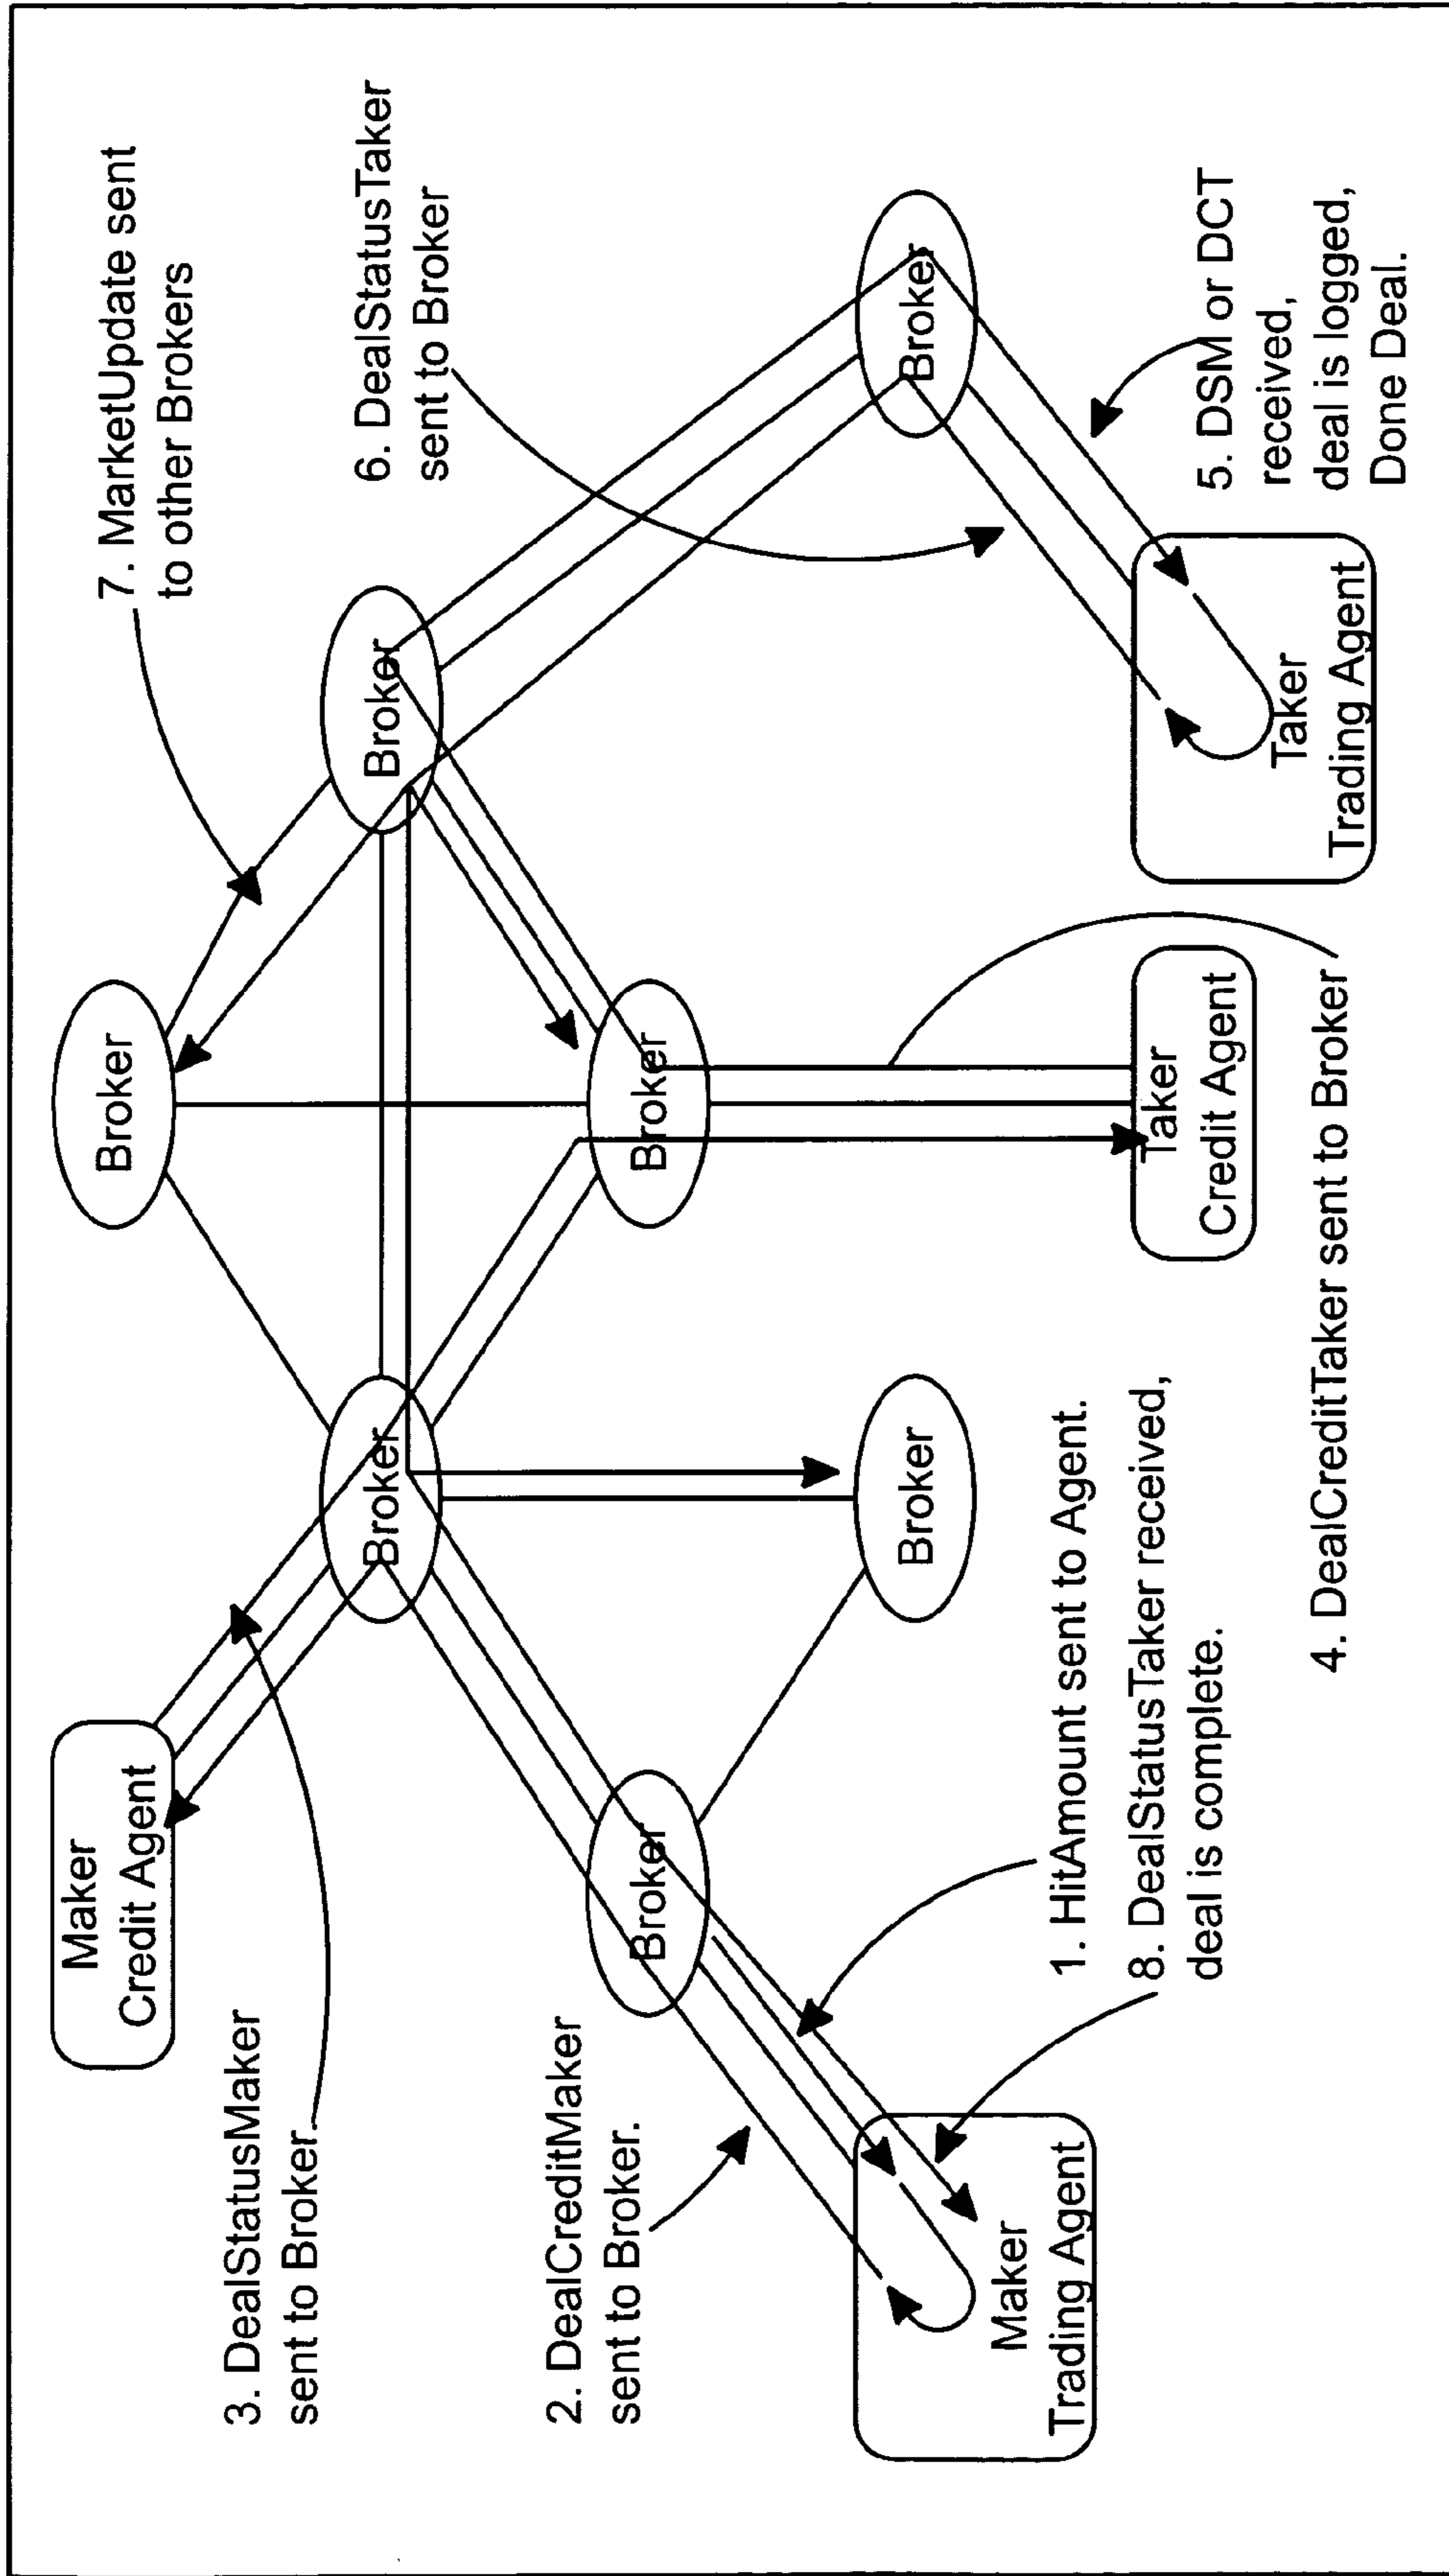 Maker
Credit Agent
3. DealStatusMaker
sent to Broker.
2. DealCreditMaker
sent to Broker.
Maker
Trading Agent
Broker
Broker
Broker
1. HitAmount sent to Agent.
8. DealStatusTaker received,
deal is complete.
4. DealCreditTaker sent to Broker
Broker
Broker
Taker
Credit Agent
7. MarketUpdate sent
to other Brokers
Broker
6. DealStatusTaker
sent to Broker
Broker
Taker
Trading Agent
5. DSM or DCT
received,
deal is logged,
Done Deal.